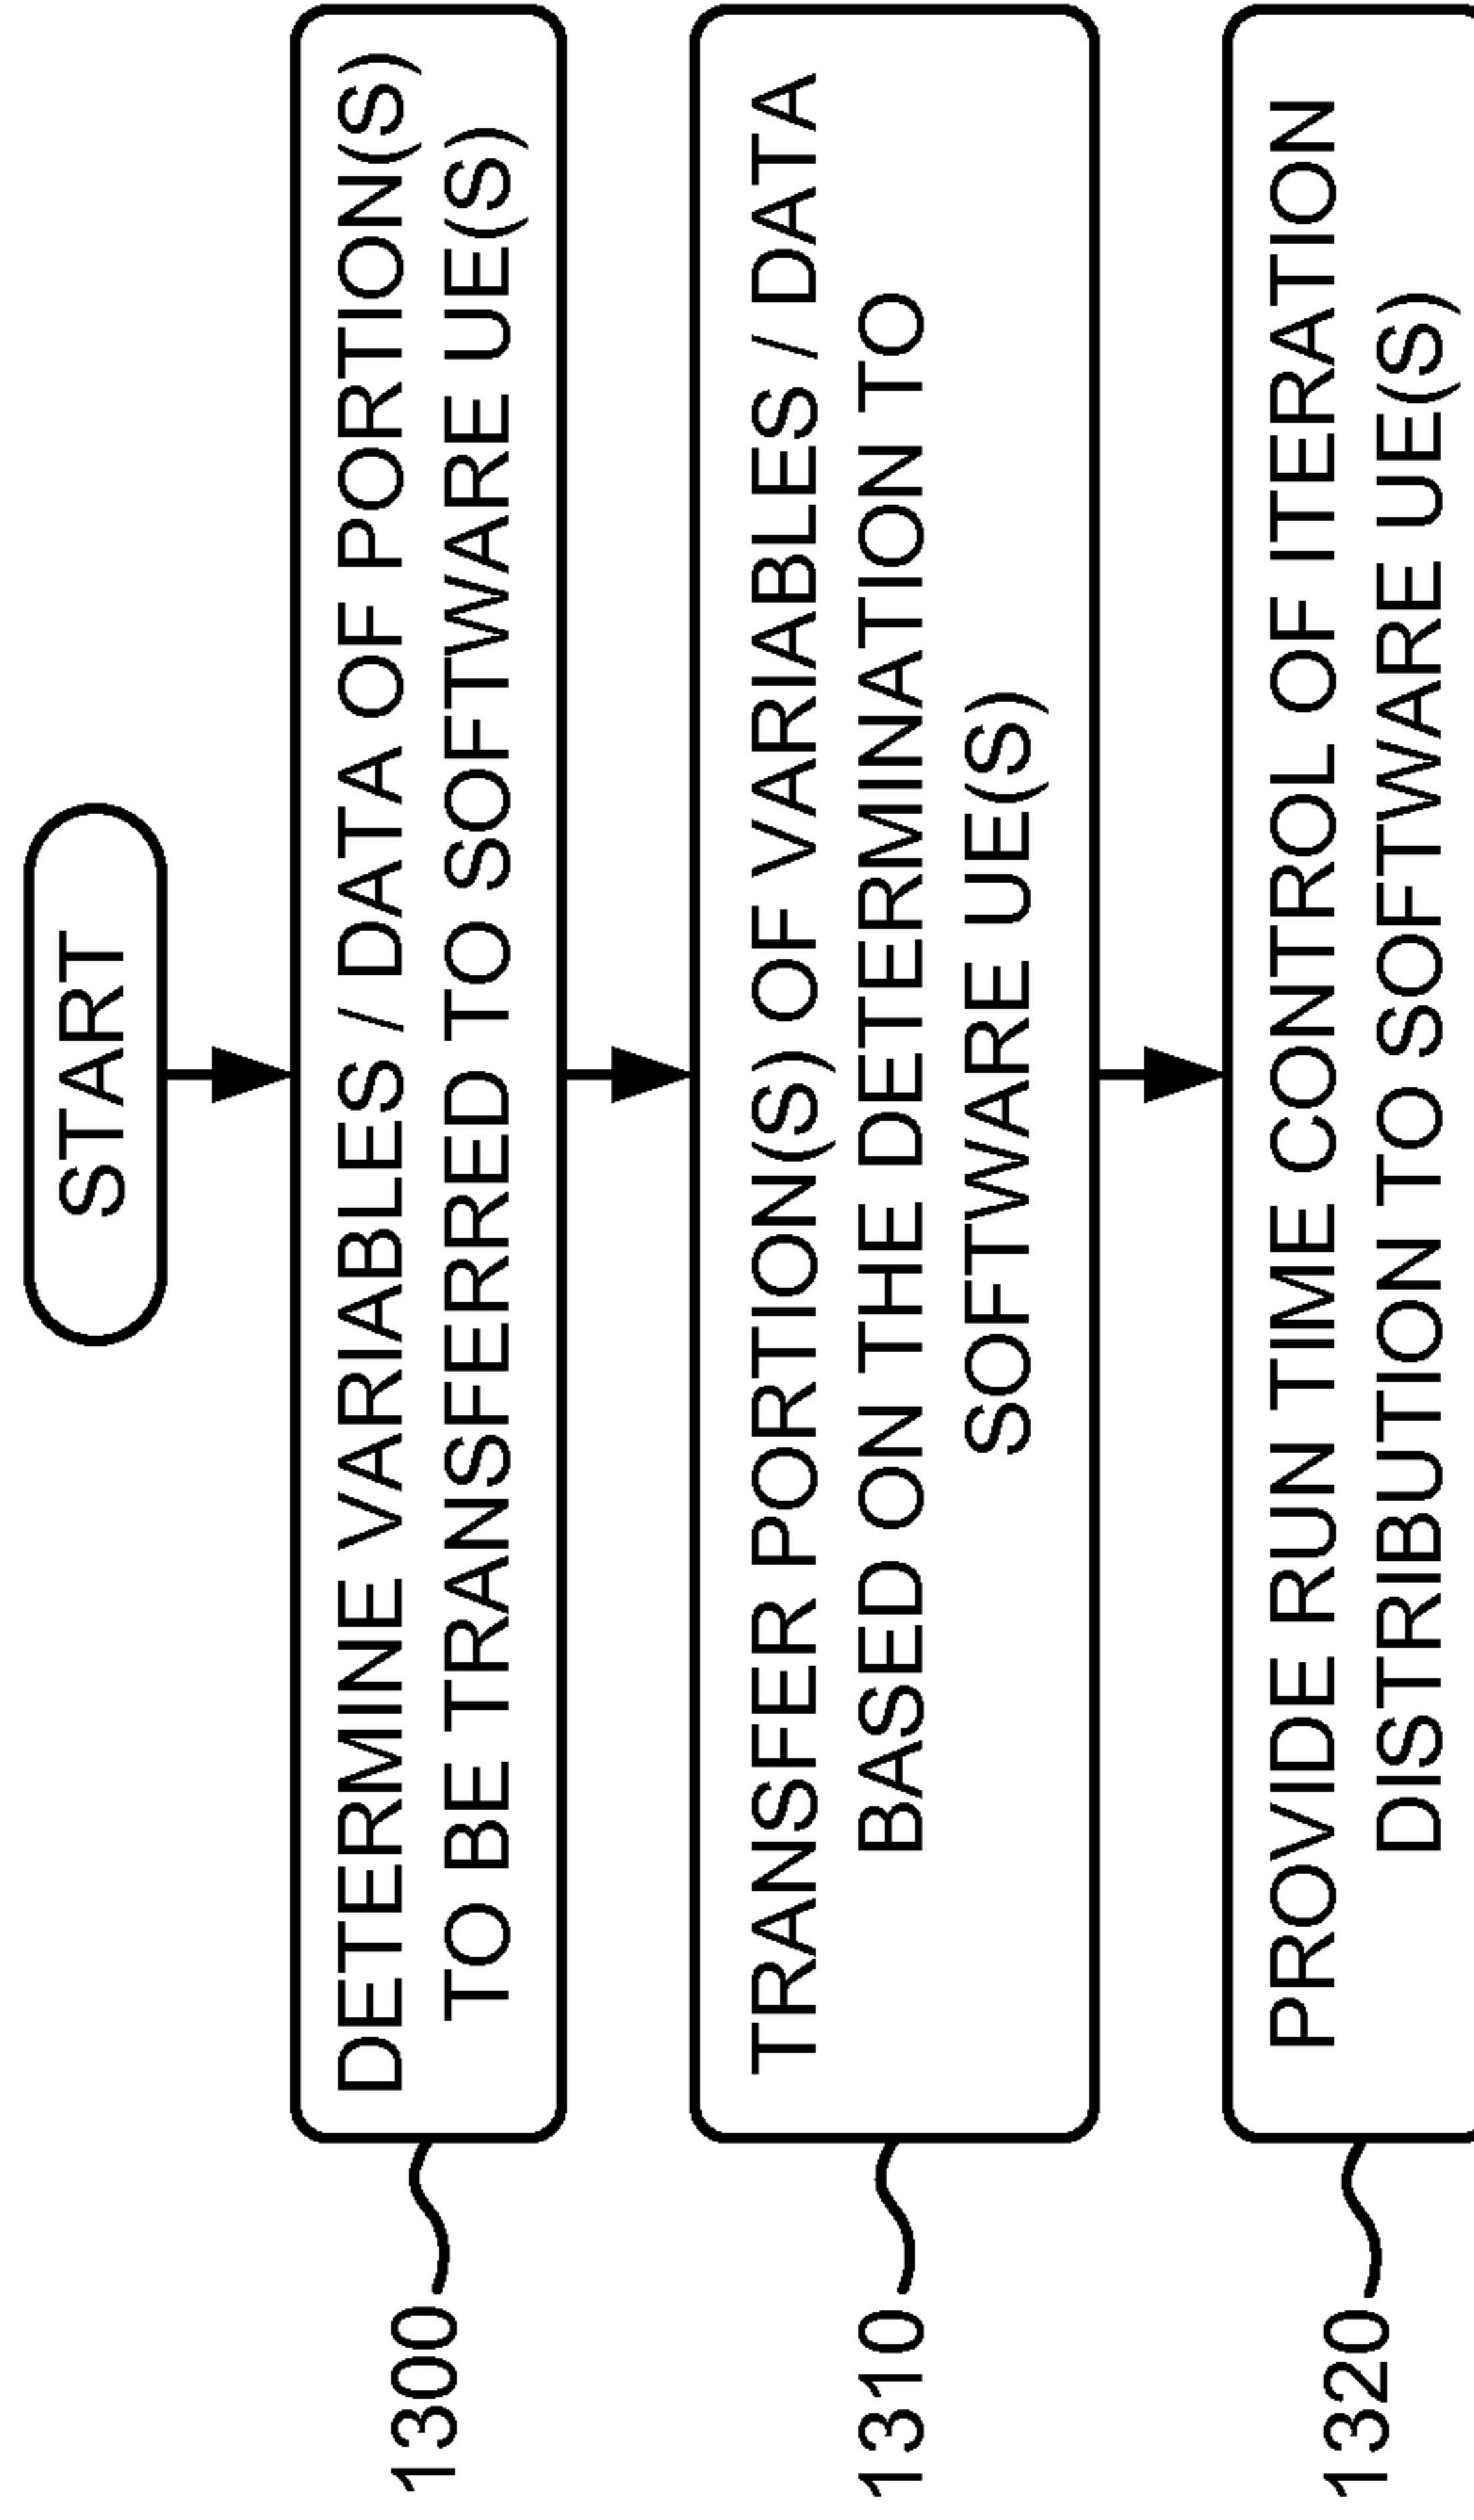 START
1300
DETERMINE VARIABLES / DATA OF PORTION(S)
TO BE TRANSFERRED TO SOFTWARE UE(S)
1310
TRANSFER PORTION(S) OF VARIABLES / DATA
BASED ON THE DETERMINATION TO
SOFTWARE UE(S)
1320
PROVIDE RUN TIME CONTROL OF ITERATION
DISTRIBUTION TO SOFTWARE UE(S)